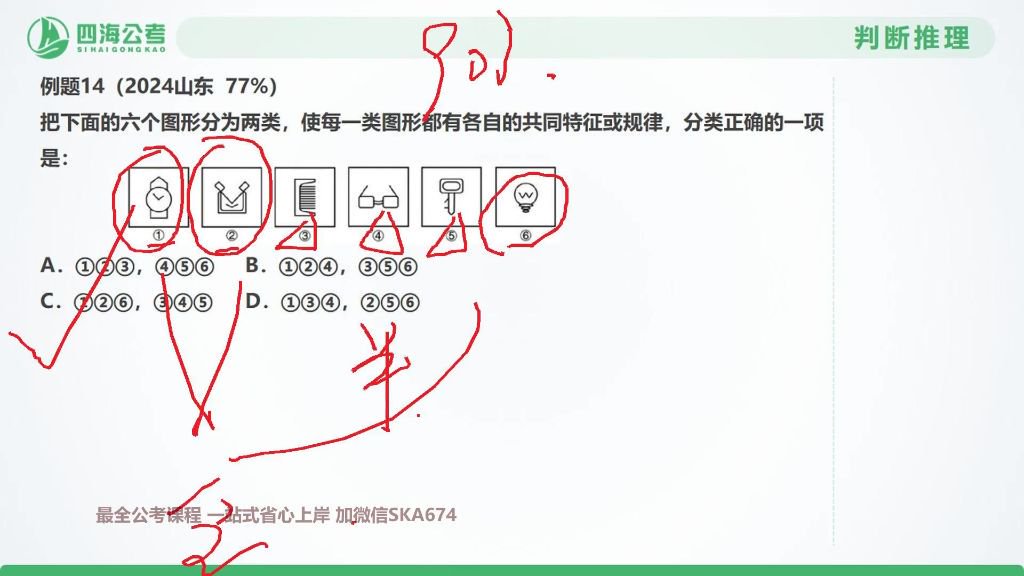 四海公考
SIHAIGONGKAO
判断推理
例题14（2024山东 77%）
把下面的六个图形分为两类，使每一类图形都有各自的共同特征或规律，分类正确的一项
是：
① ② ③ ④ ⑤ ⑥
A. ①②③，④⑤⑥ B. ①②④，③⑤⑥
C. ①②⑥，③④⑤ D. ①③④，②⑤⑥
最全公考课程 一站式省心上岸 加微信SKA674